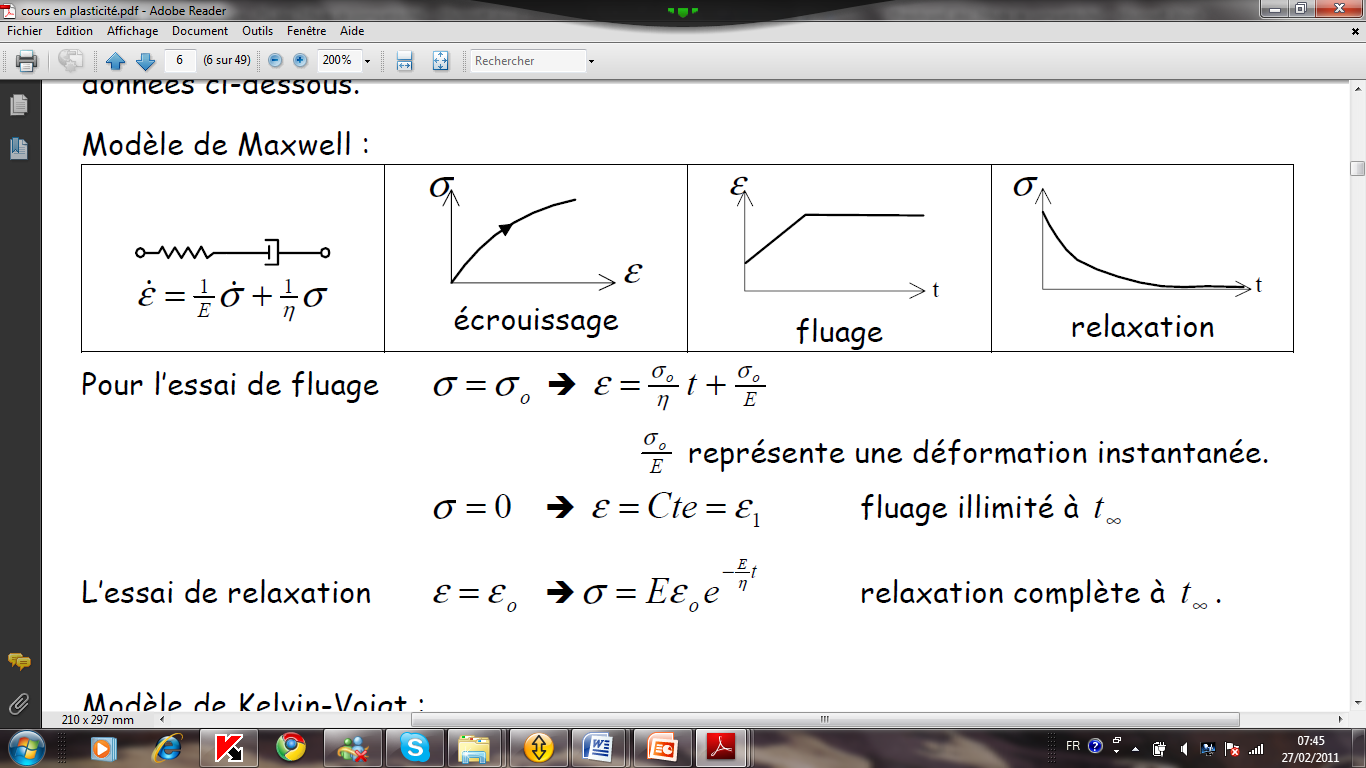 cours en plasticité.pdf - Adobe Reader
Fichier Edition Affichage Document Outils Fenêtre Aide
6 (6 sur 49) 200% Rechercher
données ci-dessous.
Modèle de Maxwell :
σ ε σ
ε̇ = 1/E σ̇ + 1/η σ
ε t t
écrouissage fluage relaxation
Pour l'essai de fluage σ = σₒ ➔ ε = σₒ/η t + σₒ/E
σₒ/E représente une déformation instantanée.
σ = 0 ➔ ε = Cte = ε₁ fluage illimité à t∞
L'essai de relaxation ε = εₒ ➔ σ = Eεₒe^(-E/η t) relaxation complète à t∞.
Modèle de Kelvin-Voigt :
210 x 297 mm
FR 07:45
27/02/2011